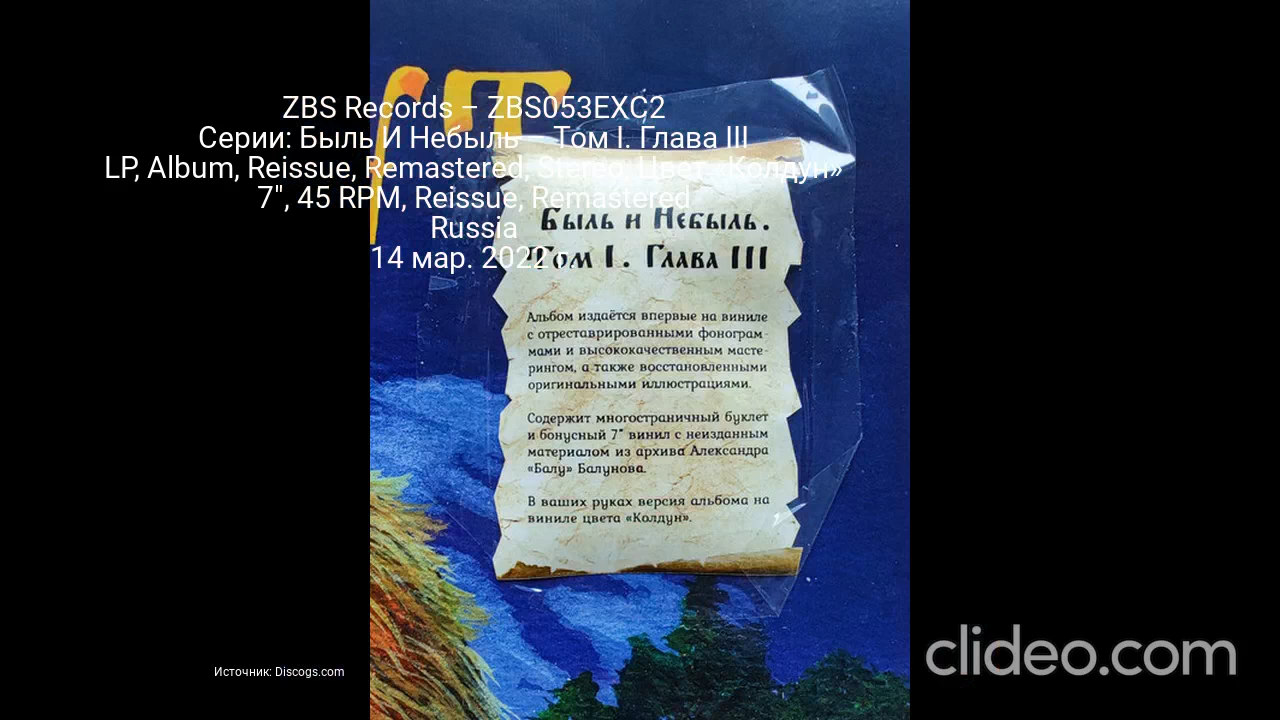 ZBS Records – ZBS053EXC2
Серии: Быль И Небыль – Том I. Глава III
LP, Album, Reissue, Remastered, Stereo, Цвет «Колдун»
7", 45 RPM, Reissue, Remastered
Russia
14 мар. 2022 г.
Быль и Небыль.
Том I. Глава III
Альбом издаётся впервые на виниле
с отреставрированными фонограм-
мами и высококачественным масте-
рингом, а также восстановленными
оригинальными иллюстрациями.
Содержит многостраничный буклет
и бонусный 7" винил с неизданным
материалом из архива Александра
«Балу» Балунова.
В ваших руках версия альбома на
виниле цвета «Колдун».
Источник: Discogs.com
clideo.com